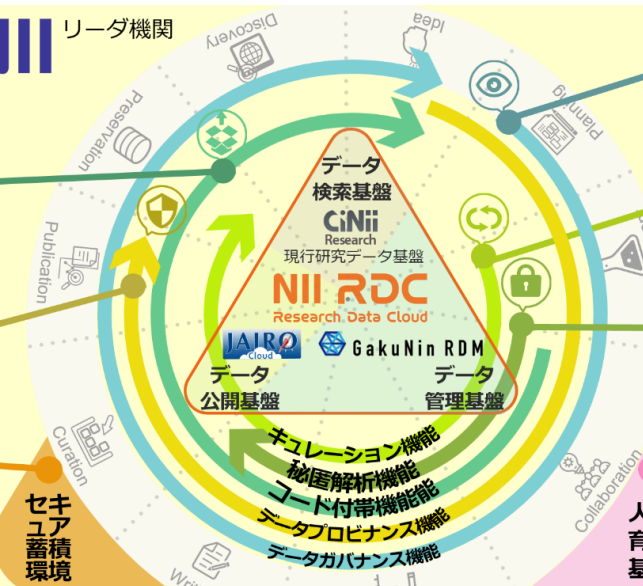 NII
リーダ機関
Discovery
Idea
Planning
Preservation
Publication
Curation
Collaboration
データ
検索基盤
CiNii
Research
現行研究データ基盤
NII RDC
Research Data Cloud
JAIRO
Cloud
GakuNin RDM
データ
公開基盤
データ
管理基盤
キュレーション機能
秘匿解析機能
コード付帯機能能
データプロビナンス機能
データガバナンス機能
セキ
ュア
蓄積
環境